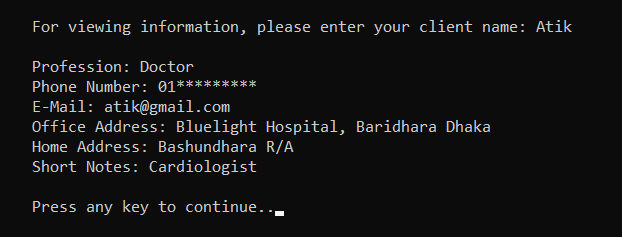 For viewing information, please enter your client name: Atik
Profession: Doctor
Phone Number: 01*********
E-Mail: atik@gmail.com
Office Address: Bluelight Hospital, Baridhara Dhaka
Home Address: Bashundhara R/A
Short Notes: Cardiologist
Press any key to continue..